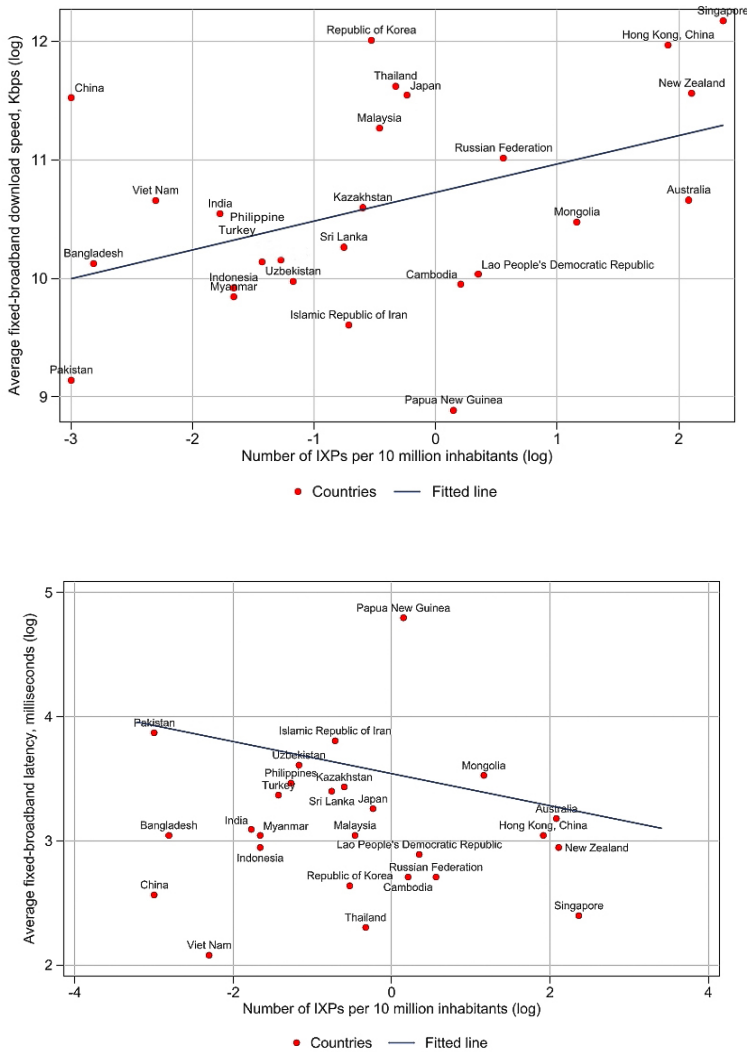 Singapore
Republic of Korea
Hong Kong, China
12
Thailand
China
Japan
New Zealand
Malaysia
Russian Federation
11
Viet Nam
Kazakhstan
Australia
India
Mongolia
Philippine
Turkey
Sri Lanka
Bangladesh
Lao People's Democratic Republic
10
Indonesia
Uzbekistan
Cambodia
Myanmar
Islamic Republic of Iran
Pakistan
Papua New Guinea
9
Average fixed-broadband download speed, Kbps (log)
-3 -2 -1 0 1 2
Number of IXPs per 10 million inhabitants (log)
Countries Fitted line
5
Papua New Guinea
4
Pakistan
Islamic Republic of Iran
Uzbekistan
Mongolia
Philippines
Kazakhstan
Turkey
Sri Lanka
Japan
Australia
India
Bangladesh
Myanmar
Malaysia
Hong Kong, China
3
Lao People's Democratic Republic
New Zealand
Indonesia
Russian Federation
Republic of Korea
China
Cambodia
Singapore
Thailand
Viet Nam
2
Average fixed-broadband latency, milliseconds (log)
-4 -2 0 2 4
Number of IXPs per 10 million inhabitants (log)
Countries Fitted line